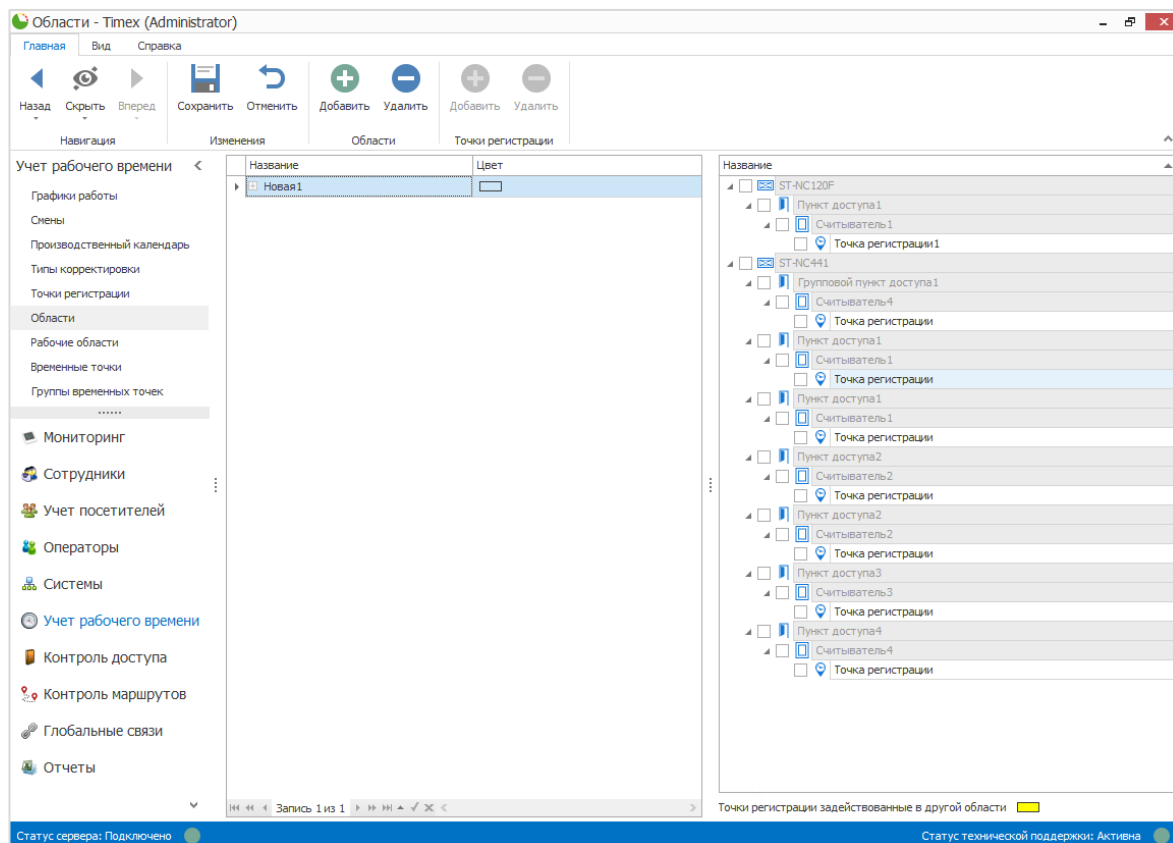 Области - Timex (Administrator)
Главная Вид Справка
Назад Скрыть Вперед Сохранить Отменить Добавить Удалить Добавить Удалить
Навигация Изменения Области Точки регистрации
Учет рабочего времени
Графики работы
Смены
Производственный календарь
Типы корректировки
Точки регистрации
Области
Рабочие области
Временные точки
Группы временных точек
Мониторинг
Сотрудники
Учет посетителей
Операторы
Системы
Учет рабочего времени
Контроль доступа
Контроль маршрутов
Глобальные связи
Отчеты
Название Цвет
Новая1
Запись 1 из 1
Название
ST-NC120F
Пункт доступа1
Считыватель1
Точка регистрации1
ST-NC441
Групповой пункт доступа1
Считыватель4
Точка регистрации
Пункт доступа1
Считыватель1
Точка регистрации
Пункт доступа1
Считыватель1
Точка регистрации
Пункт доступа2
Считыватель2
Точка регистрации
Пункт доступа2
Считыватель2
Точка регистрации
Пункт доступа3
Считыватель3
Точка регистрации
Пункт доступа4
Считыватель4
Точка регистрации
Точки регистрации задействованные в другой области
Статус сервера: Подключено Статус технической поддержки: Активна